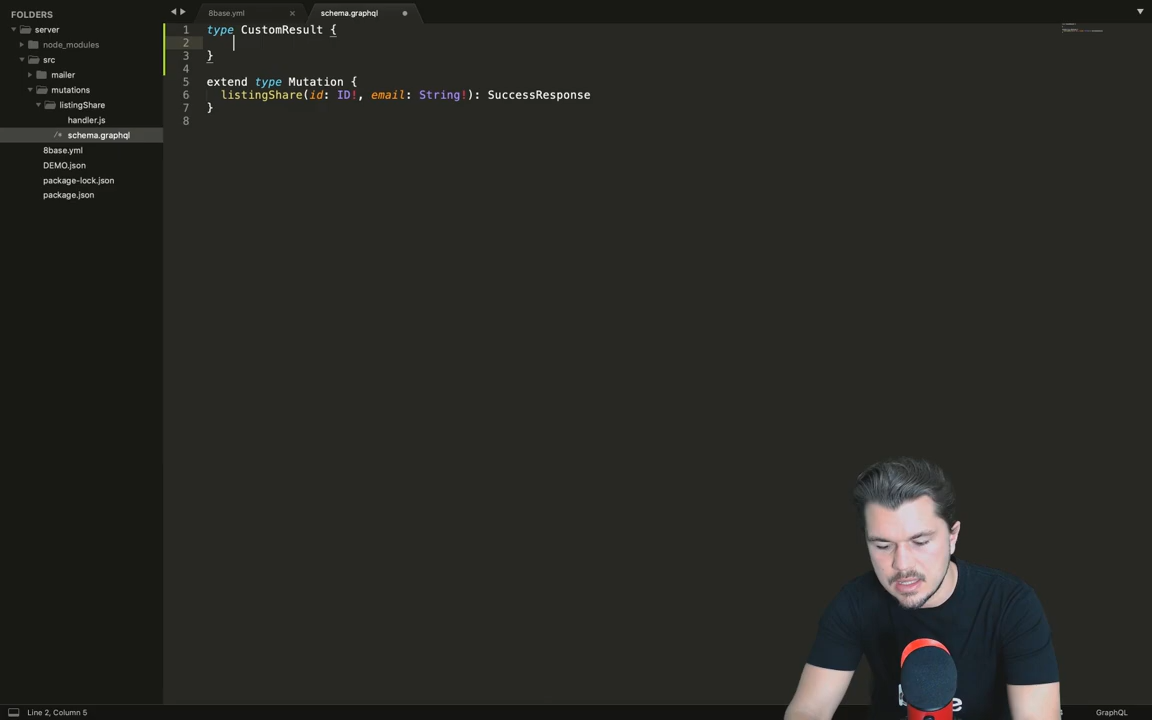 FOLDERS
server
node_modules
src
mailer
mutations
listingShare
handler.js
/* schema.graphql
8base.yml
DEMO.json
package-lock.json
package.json
8base.yml ×
schema.graphql
1 type CustomResult {
2
3 }
4
5 extend type Mutation {
6 listingShare(id: ID!, email: String!): SuccessResponse
7 }
8
Line 2, Column 5
GraphQL